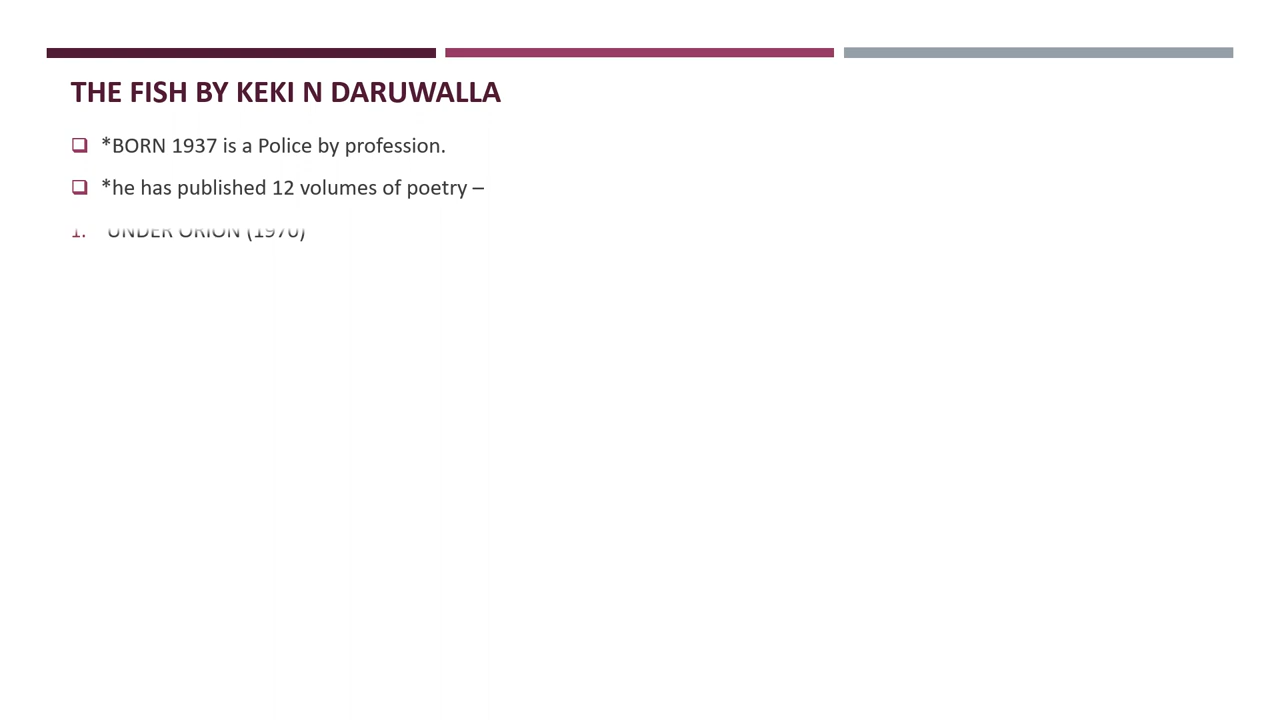 THE FISH BY KEKI N DARUWALLA
*BORN 1937 is a Police by profession.
*he has published 12 volumes of poetry –
1. UNDER ORION (1970)